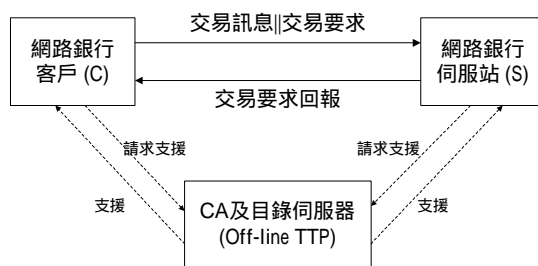 交易訊息||交易要求
網路銀行
客戶 (C)
網路銀行
伺服站 (S)
交易要求回報
請求支援
請求支援
支援
支援
CA及目錄伺服器
(Off-line TTP)